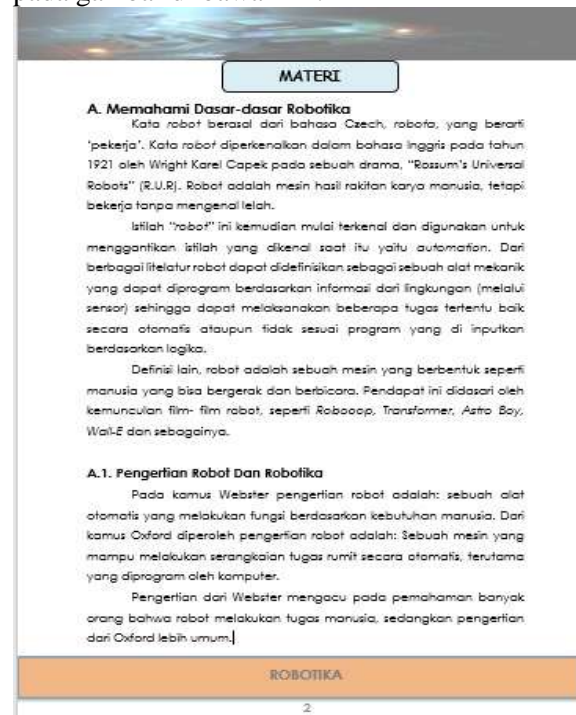 MATERI
A. Memahami Dasar-dasar Robotika
Kata robot berasal dari bahasa Czech, robota, yang berarti
'pekerja'. Kata robot diperkenalkan dalam bahasa Inggris pada tahun
1921 oleh Wright Karel Capek pada sebuah drama, "Rossum's Universal
Robots" (R.U.R). Robot adalah mesin hasil rakitan karya manusia, tetapi
bekerja tanpa mengenal lelah.
Istilah "robot" ini kemudian mulai terkenal dan digunakan untuk
menggantikan istilah yang dikenal saat itu yaitu automation. Dari
berbagai litelatur robot dapat didefinisikan sebagai sebuah alat mekanik
yang dapat diprogram berdasarkan informasi dari lingkungan (melalui
sensor) sehingga dapat melaksanakan beberapa tugas tertentu baik
secara otomatis ataupun tidak sesuai program yang di inputkan
berdasarkan logika.
Definisi lain, robot adalah sebuah mesin yang berbentuk seperti
manusia yang bisa bergerak dan berbicara. Pendapat ini didasari oleh
kemunculan film- film robot, seperti Robocop, Transformer, Astro Boy,
Wall-E dan sebagainya.
A.1. Pengertian Robot Dan Robotika
Pada kamus Webster pengertian robot adalah: sebuah alat
otomatis yang melakukan fungsi berdasarkan kebutuhan manusia. Dari
kamus Oxford diperoleh pengertian robot adalah: Sebuah mesin yang
mampu melakukan serangkaian tugas rumit secara otomatis, terutama
yang diprogram oleh komputer.
Pengertian dari Webster mengacu pada pemahaman banyak
orang bahwa robot melakukan tugas manusia, sedangkan pengertian
dari Oxford lebih umum.
ROBOTIKA
2